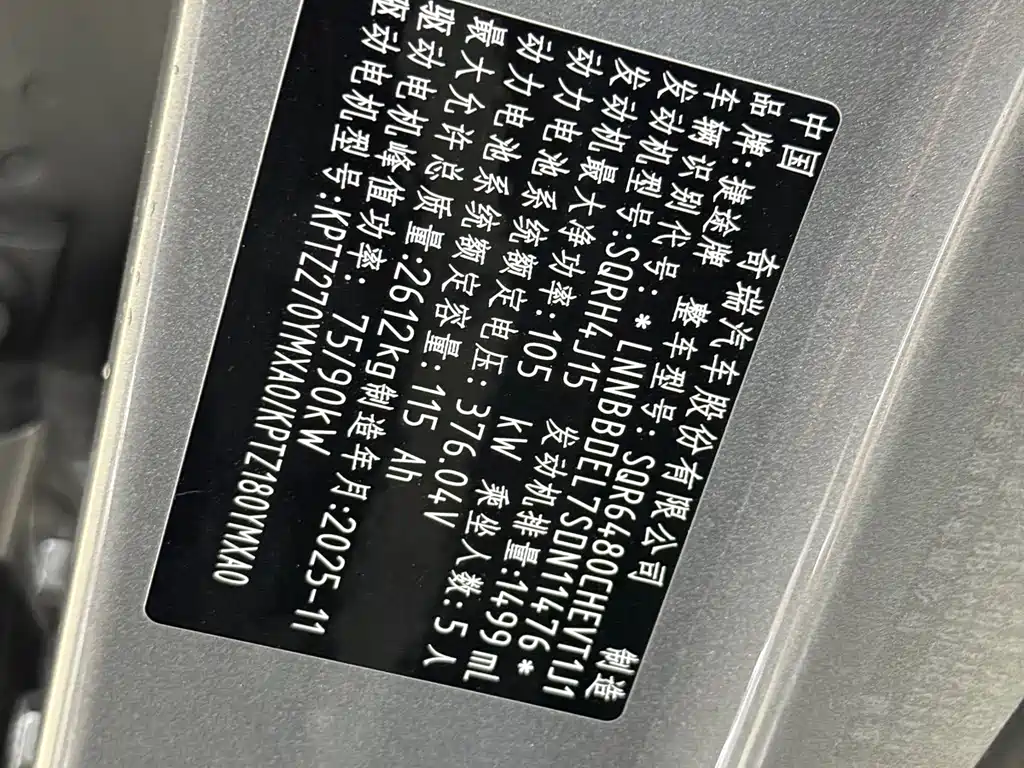 中国 奇瑞汽车股份有限公司 制造
品牌:捷途牌 整车型号:SQR6480CHEVT1J1
车辆识别代号:*LNNBBDEL7SDN11476*
发动机型号:SQRH4J15 发动机排量:1499mL
发动机最大净功率:105 kW 乘坐人数:5人
动力电池系统额定电压:376.04V
动力电池系统额定容量:115 Ah
最大允许总质量:2612kg制造年月:2025-11
驱动电机峰值功率: 75/90kW
驱动电机型号:KPTZ270YMXAO/KPTZ180YMXAO